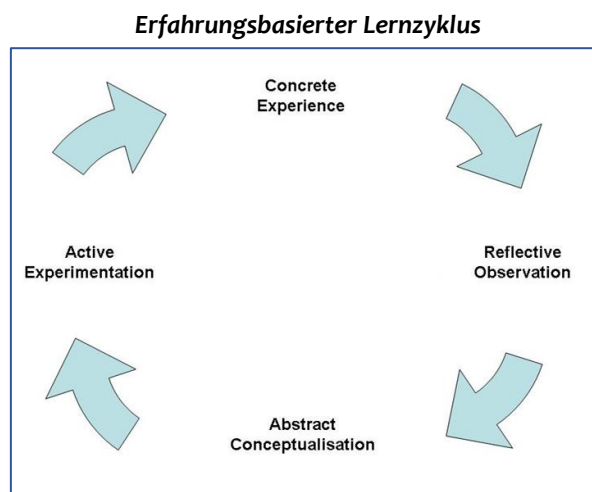 Erfahrungsbasierter Lernzyklus
Concrete
Experience
Active
Experimentation
Reflective
Observation
Abstract
Conceptualisation